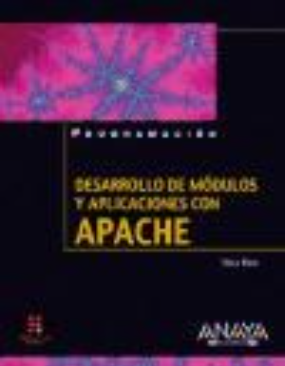 PROGRAMACIÓN
DESARROLLO DE MÓDULOS
Y APLICACIONES CON
APACHE
ANAYA